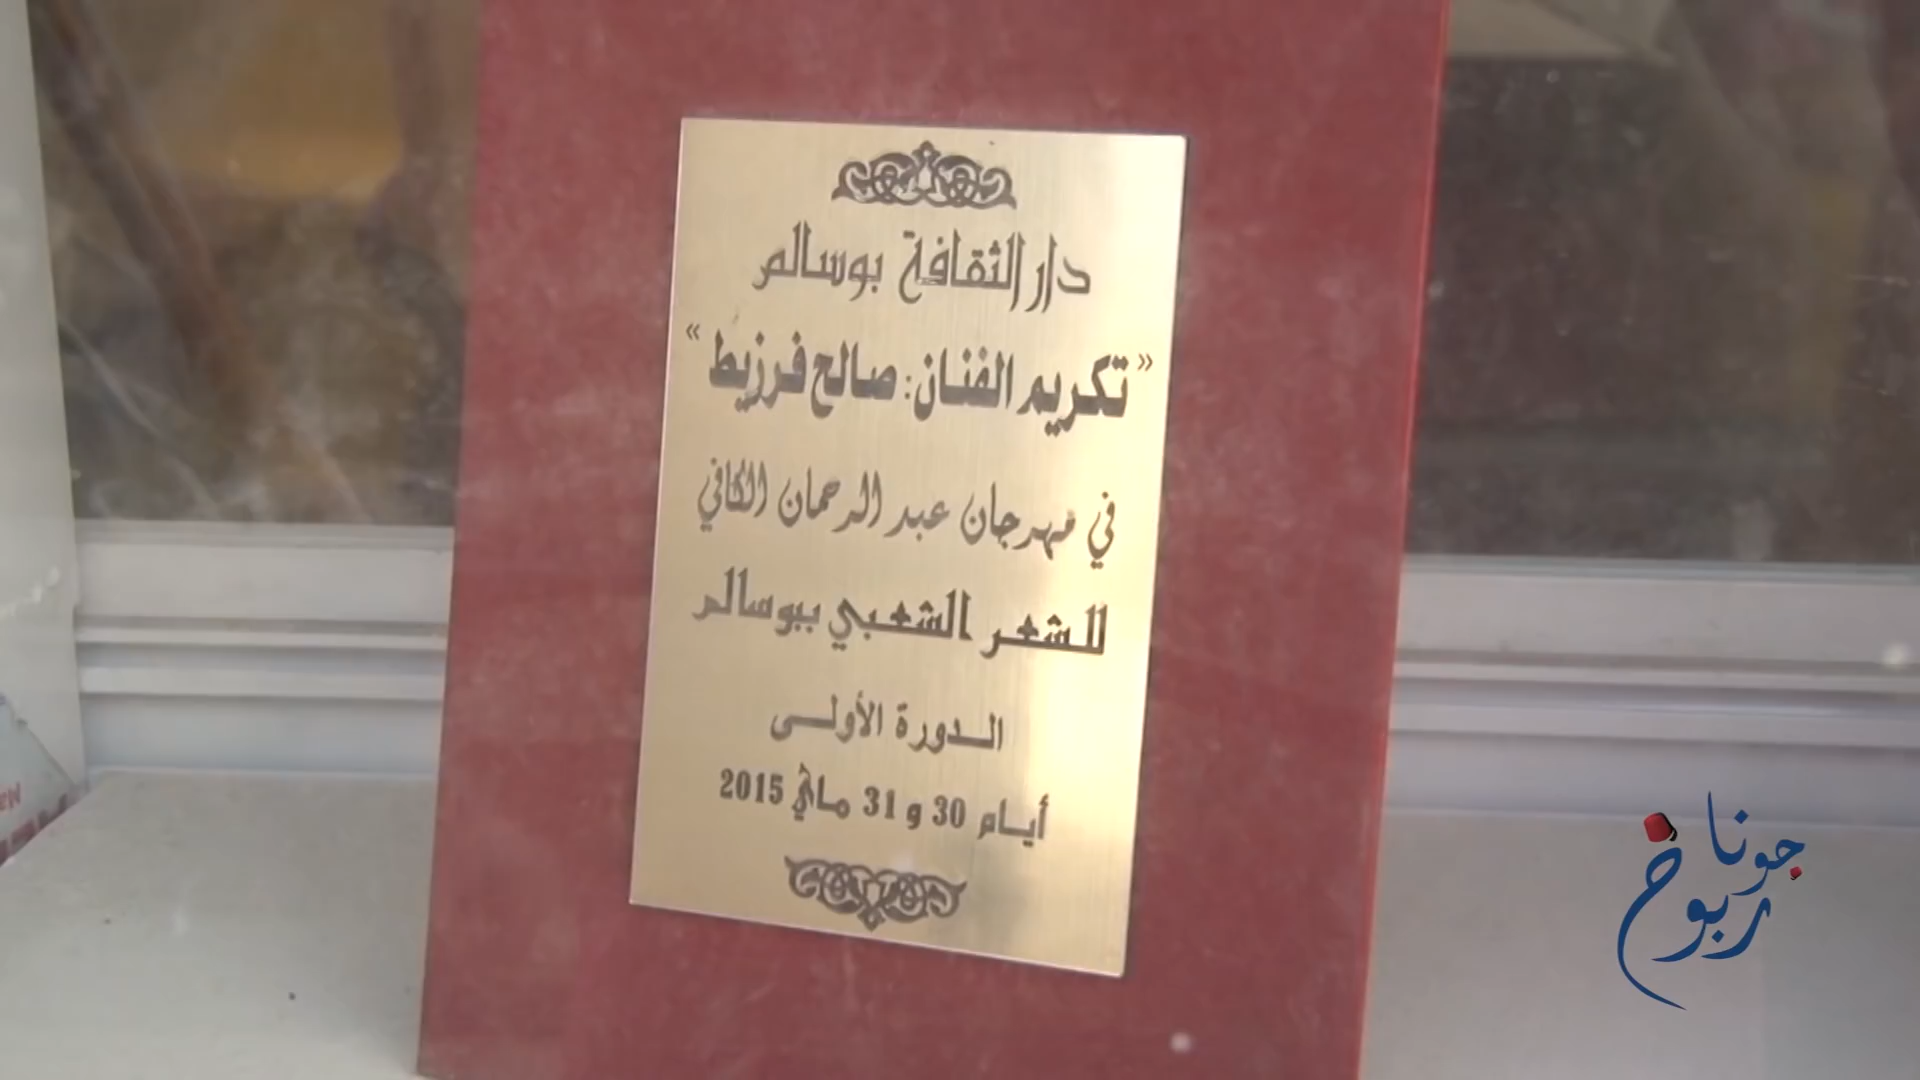 دار الثقافة بوسالم
"تكريم الفنان: صالح فرزيط"
في مهرجان عبد الرحمان الكافي
للشعر الشعبي ببوسالم
الدورة الأولى
أيام 30 و 31 ماي 2015
جونا
ربوخ